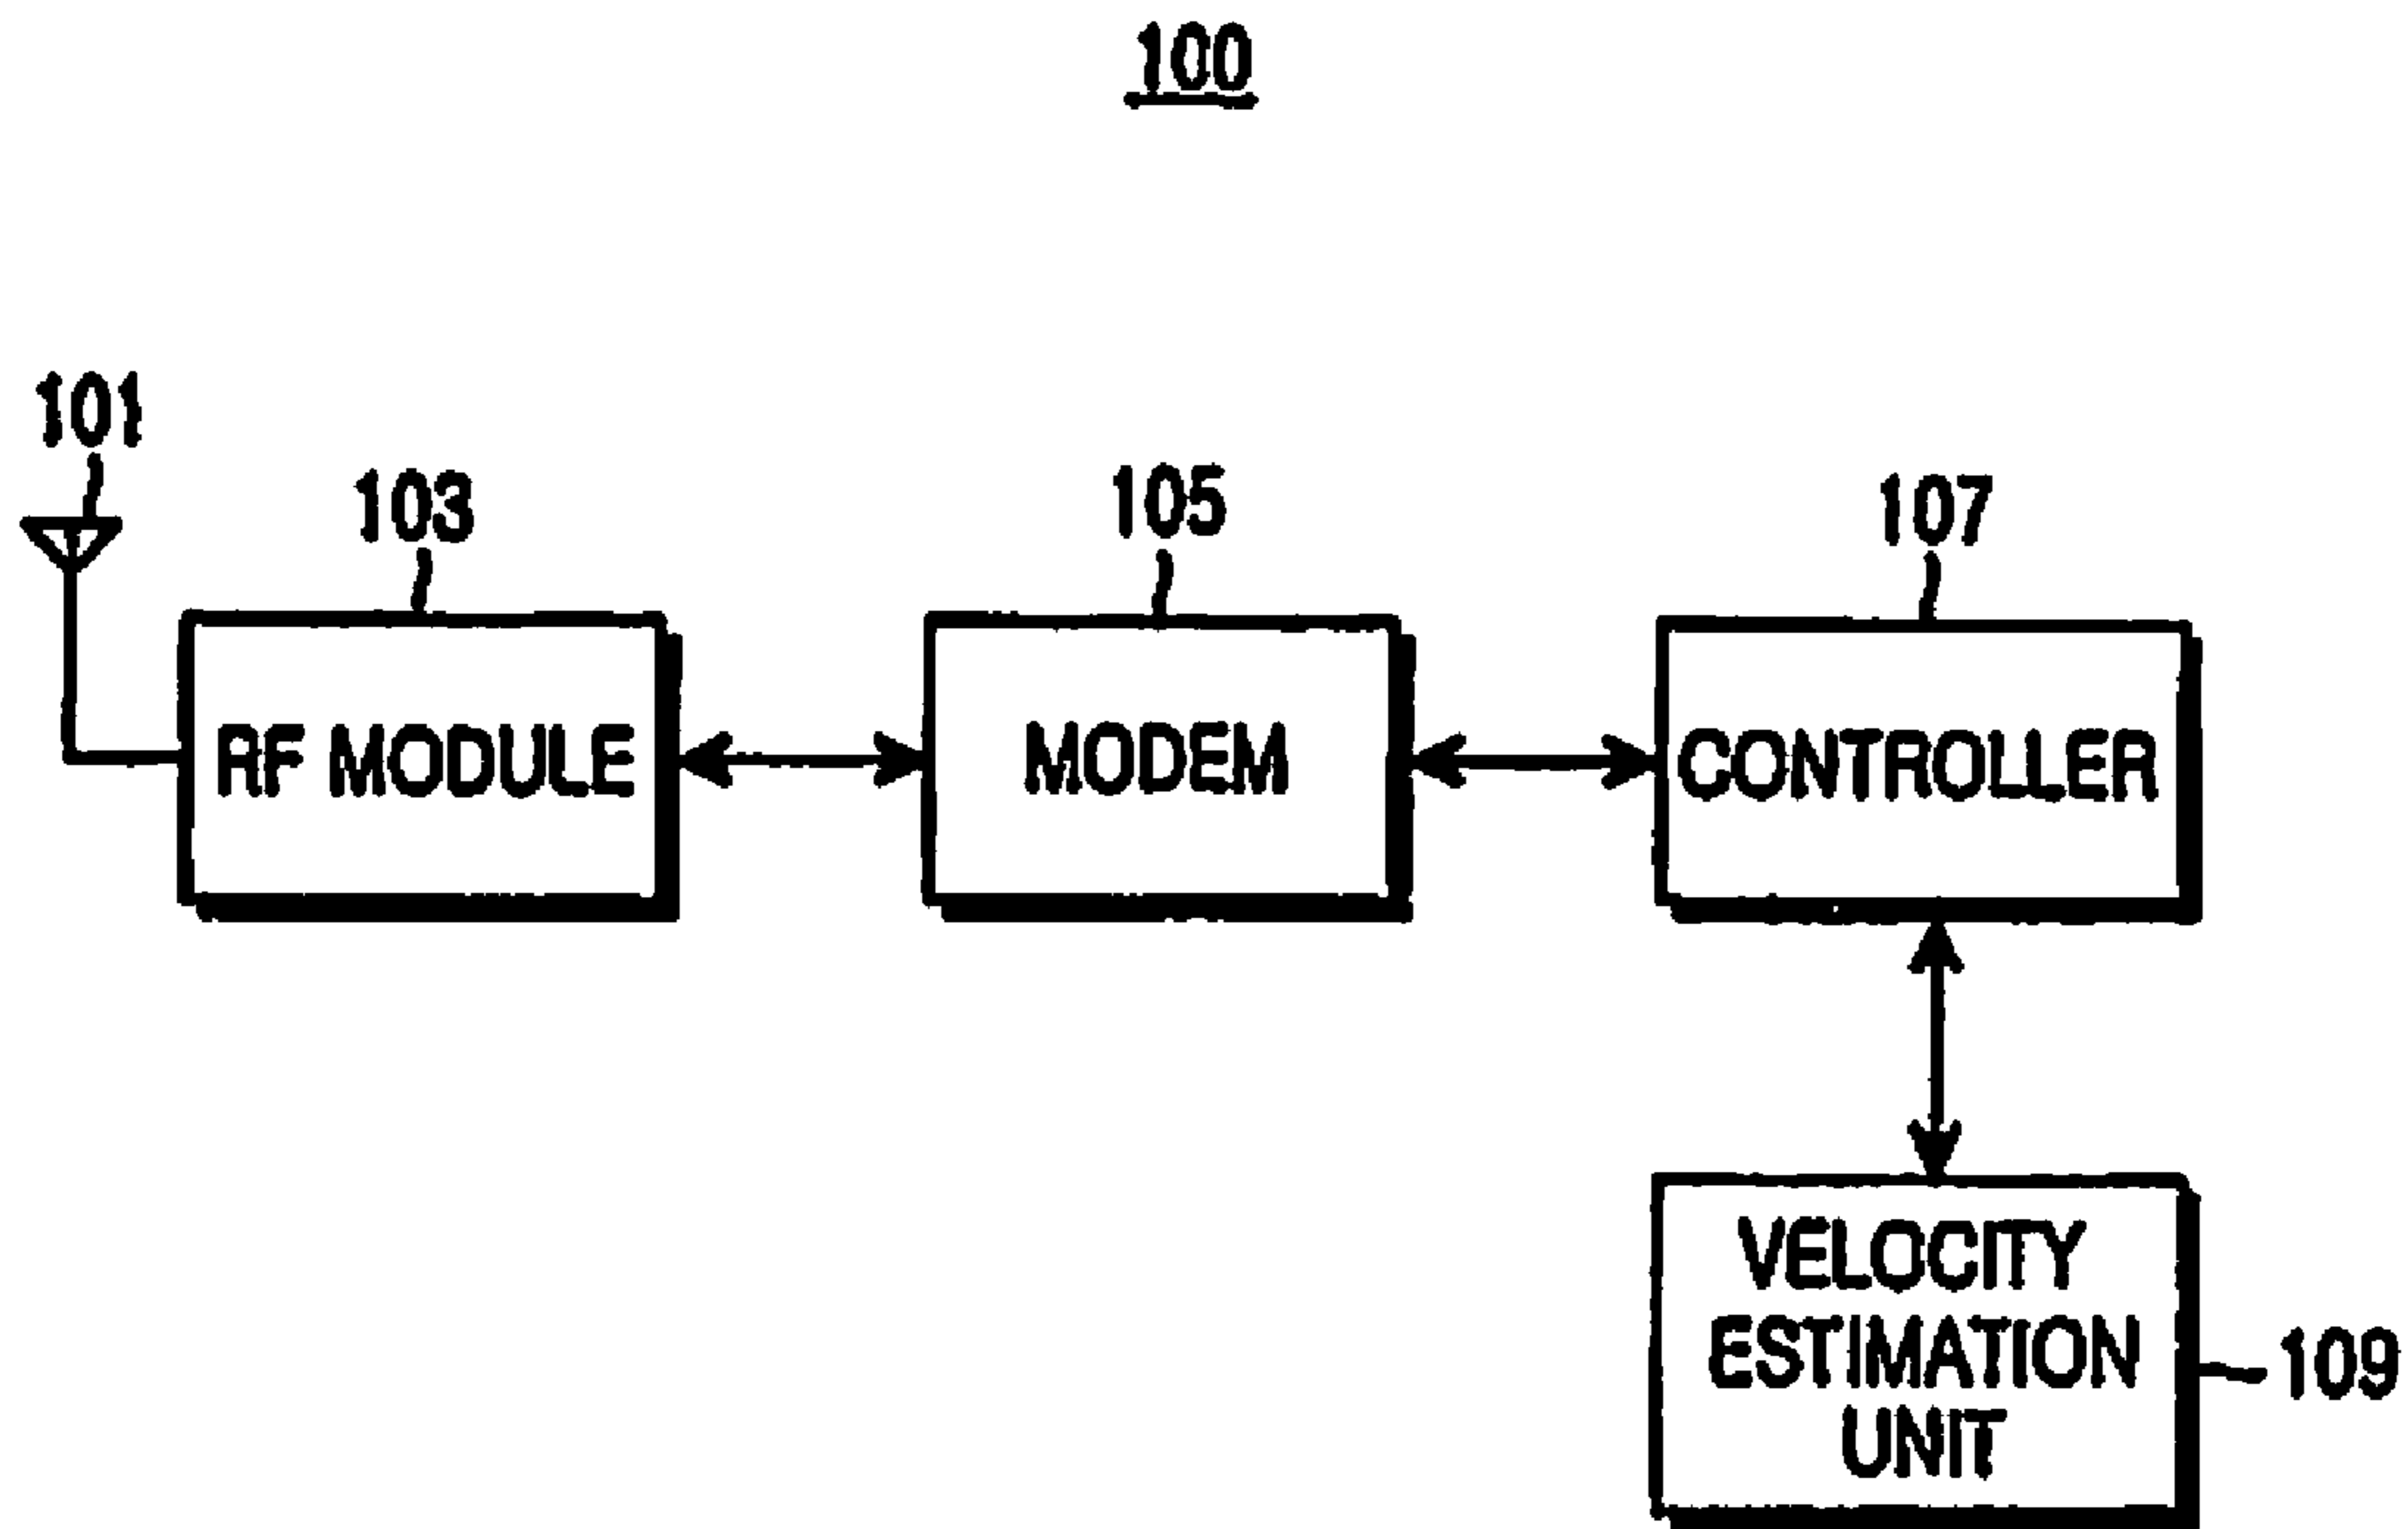 100
101
103
105
107
RF MODULE
MODEM
CONTROLLER
VELOCITY
ESTIMATION
UNIT
109